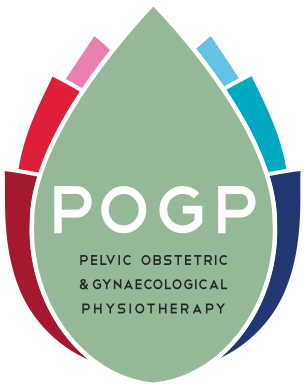 POGP
PELVIC OBSTETRIC
& GYNAECOLOGICAL
PHYSIOTHERAPY